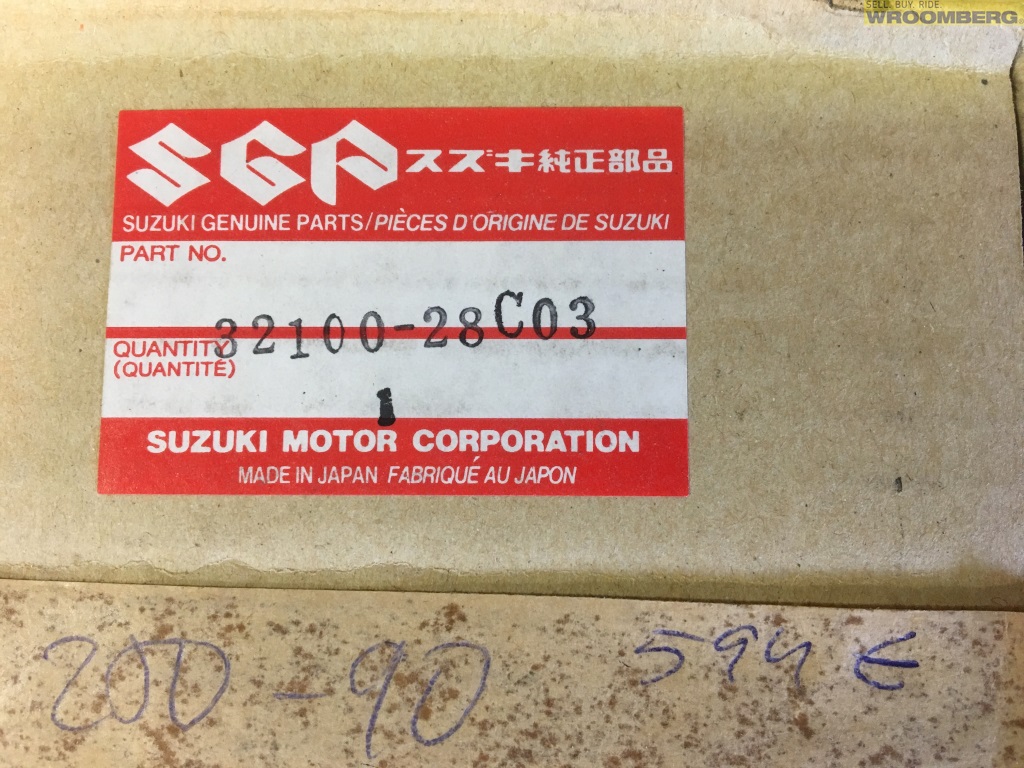 SELL. BUY. RIDE.
WROOMBERG
SGP スズキ純正部品
SUZUKI GENUINE PARTS/PIÈCES D'ORIGINE DE SUZUKI
PART NO.
32100-28C03
QUANTITY
(QUANTITÉ)
1
SUZUKI MOTOR CORPORATION
MADE IN JAPAN FABRIQUÉ AU JAPON
200-90 594 €